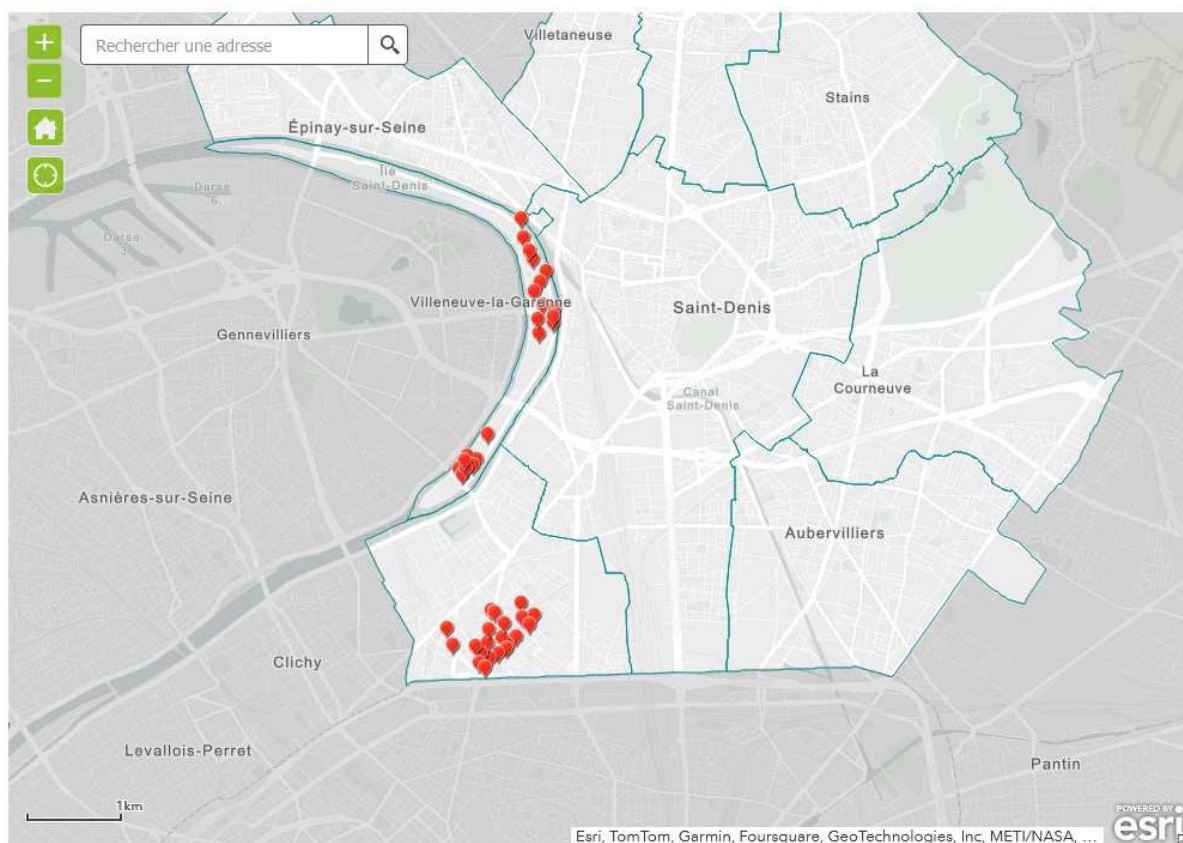 +
Rechercher une adresse
−
Villetaneuse
Stains
Épinay-sur-Seine
Île
Saint-Denis
Darse
6
Darse
Villeneuve-la-Garenne
Saint-Denis
Gennevilliers
La
Courneuve
Canal
Saint-Denis
Asnières-sur-Seine
Aubervilliers
Clichy
Levallois-Perret
Pantin
1km
POWERED BY
esri
Esri, TomTom, Garmin, Foursquare, GeoTechnologies, Inc, METI/NASA, ...